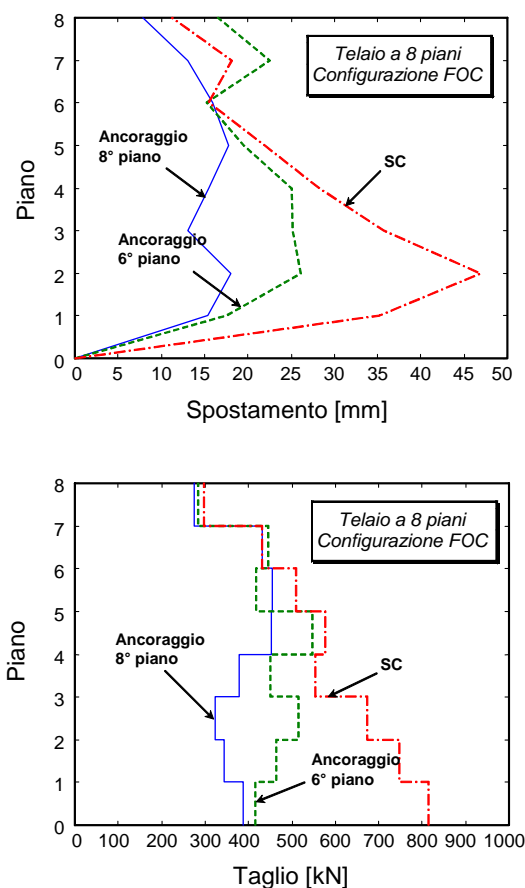 8
7
6
5
4
3
2
1
0
Piano
Telaio a 8 piani
Configurazione FOC
Ancoraggio
8° piano
SC
Ancoraggio
6° piano
0 5 10 15 20 25 30 35 40 45 50
Spostamento [mm]
8
7
6
5
4
3
2
1
0
Piano
Telaio a 8 piani
Configurazione FOC
Ancoraggio
8° piano
SC
Ancoraggio
6° piano
0 100 200 300 400 500 600 700 800 900 1000
Taglio [kN]